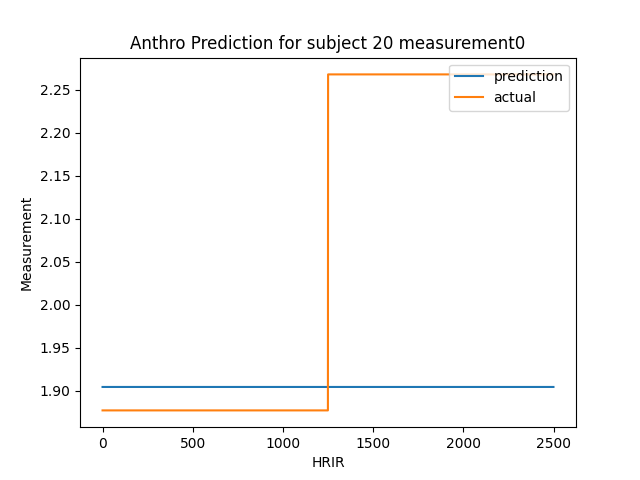 Anthro Prediction for subject 20 measurement0
prediction
actual
Measurement
2.25
2.20
2.15
2.10
2.05
2.00
1.95
1.90
0 500 1000 1500 2000 2500
HRIR